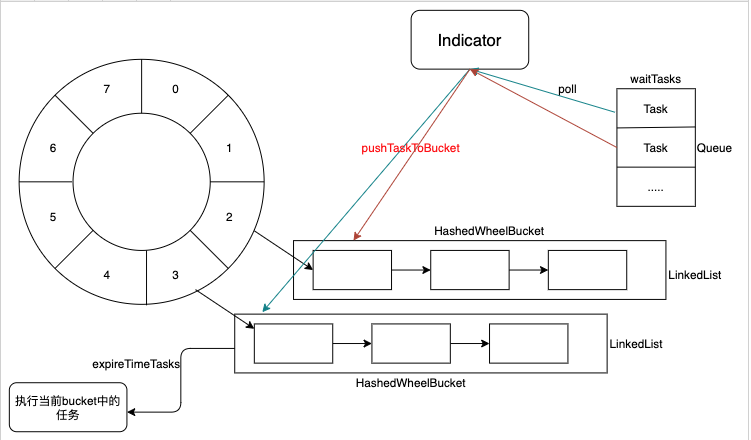 Indicator
waitTasks
poll
Task
Task
Queue
.....
pushTaskToBucket
7
0
6
1
5
2
4
3
HashedWheelBucket
LinkedList
LinkedList
HashedWheelBucket
expireTimeTasks
执行当前bucket中的
任务